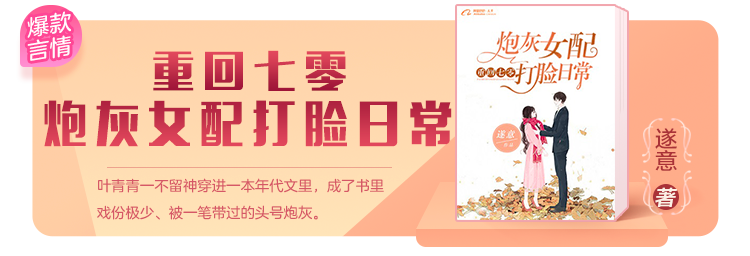 爆款
言情
重回七零
炮灰女配打脸日常
叶青青一不留神穿进一本年代文里，成了书里
戏份极少、被一笔带过的头号炮灰。
炮灰女配
重回七零
打脸日常
遂意
遂意
著